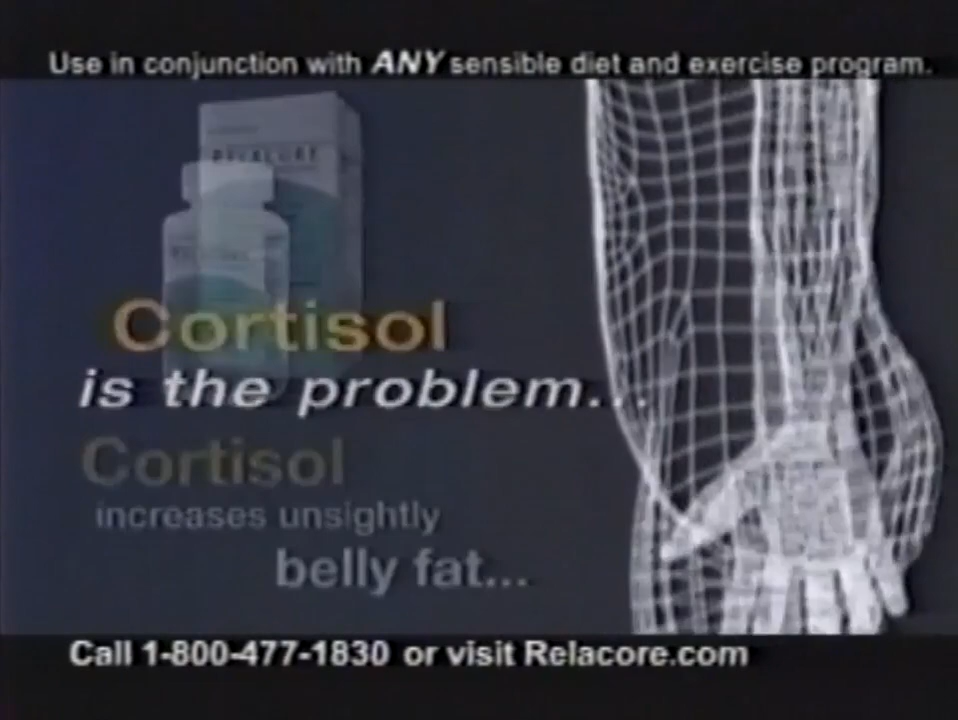 Use in conjunction with ANY sensible diet and exercise program.
RELACORE
Cortisol
is the problem...
Cortisol
increases unsightly
belly fat...
Call 1-800-477-1830 or visit Relacore.com